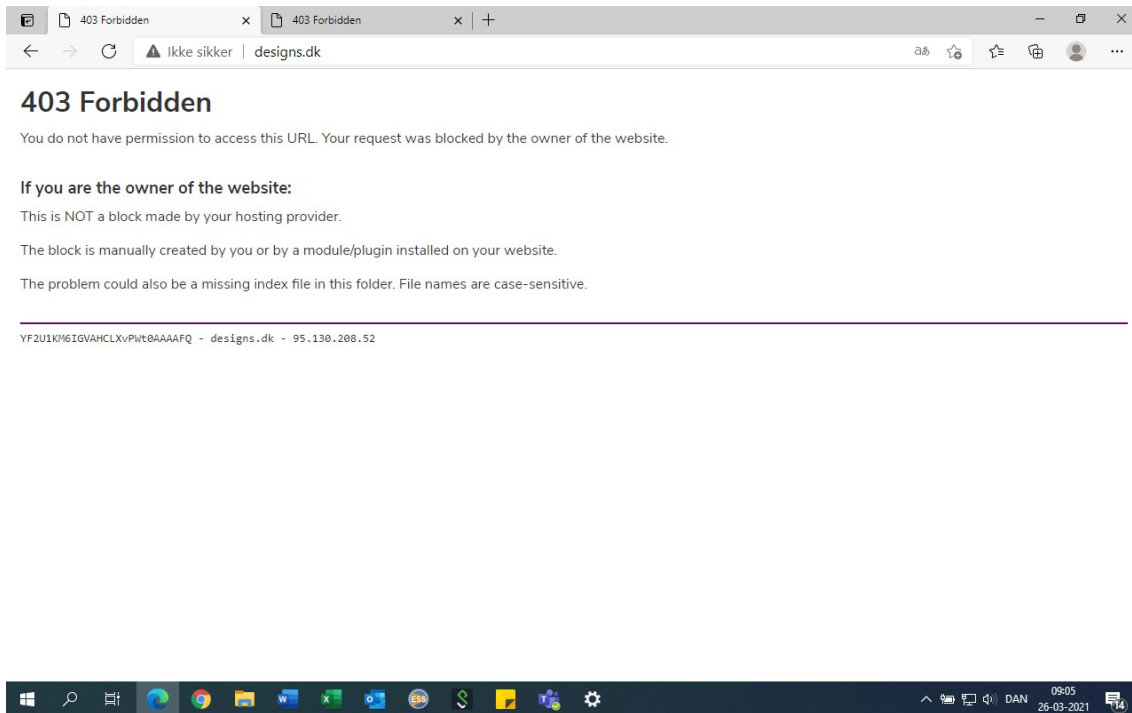 403 Forbidden
403 Forbidden
Ikke sikker | designs.dk
403 Forbidden
You do not have permission to access this URL. Your request was blocked by the owner of the website.
If you are the owner of the website:
This is NOT a block made by your hosting provider.
The block is manually created by you or by a module/plugin installed on your website.
The problem could also be a missing index file in this folder. File names are case-sensitive.
YF2U1KM6IGVAHCLXvPWt0AAAAFQ - designs.dk - 95.130.208.52
ESS
DAN
09:05
26-03-2021
14